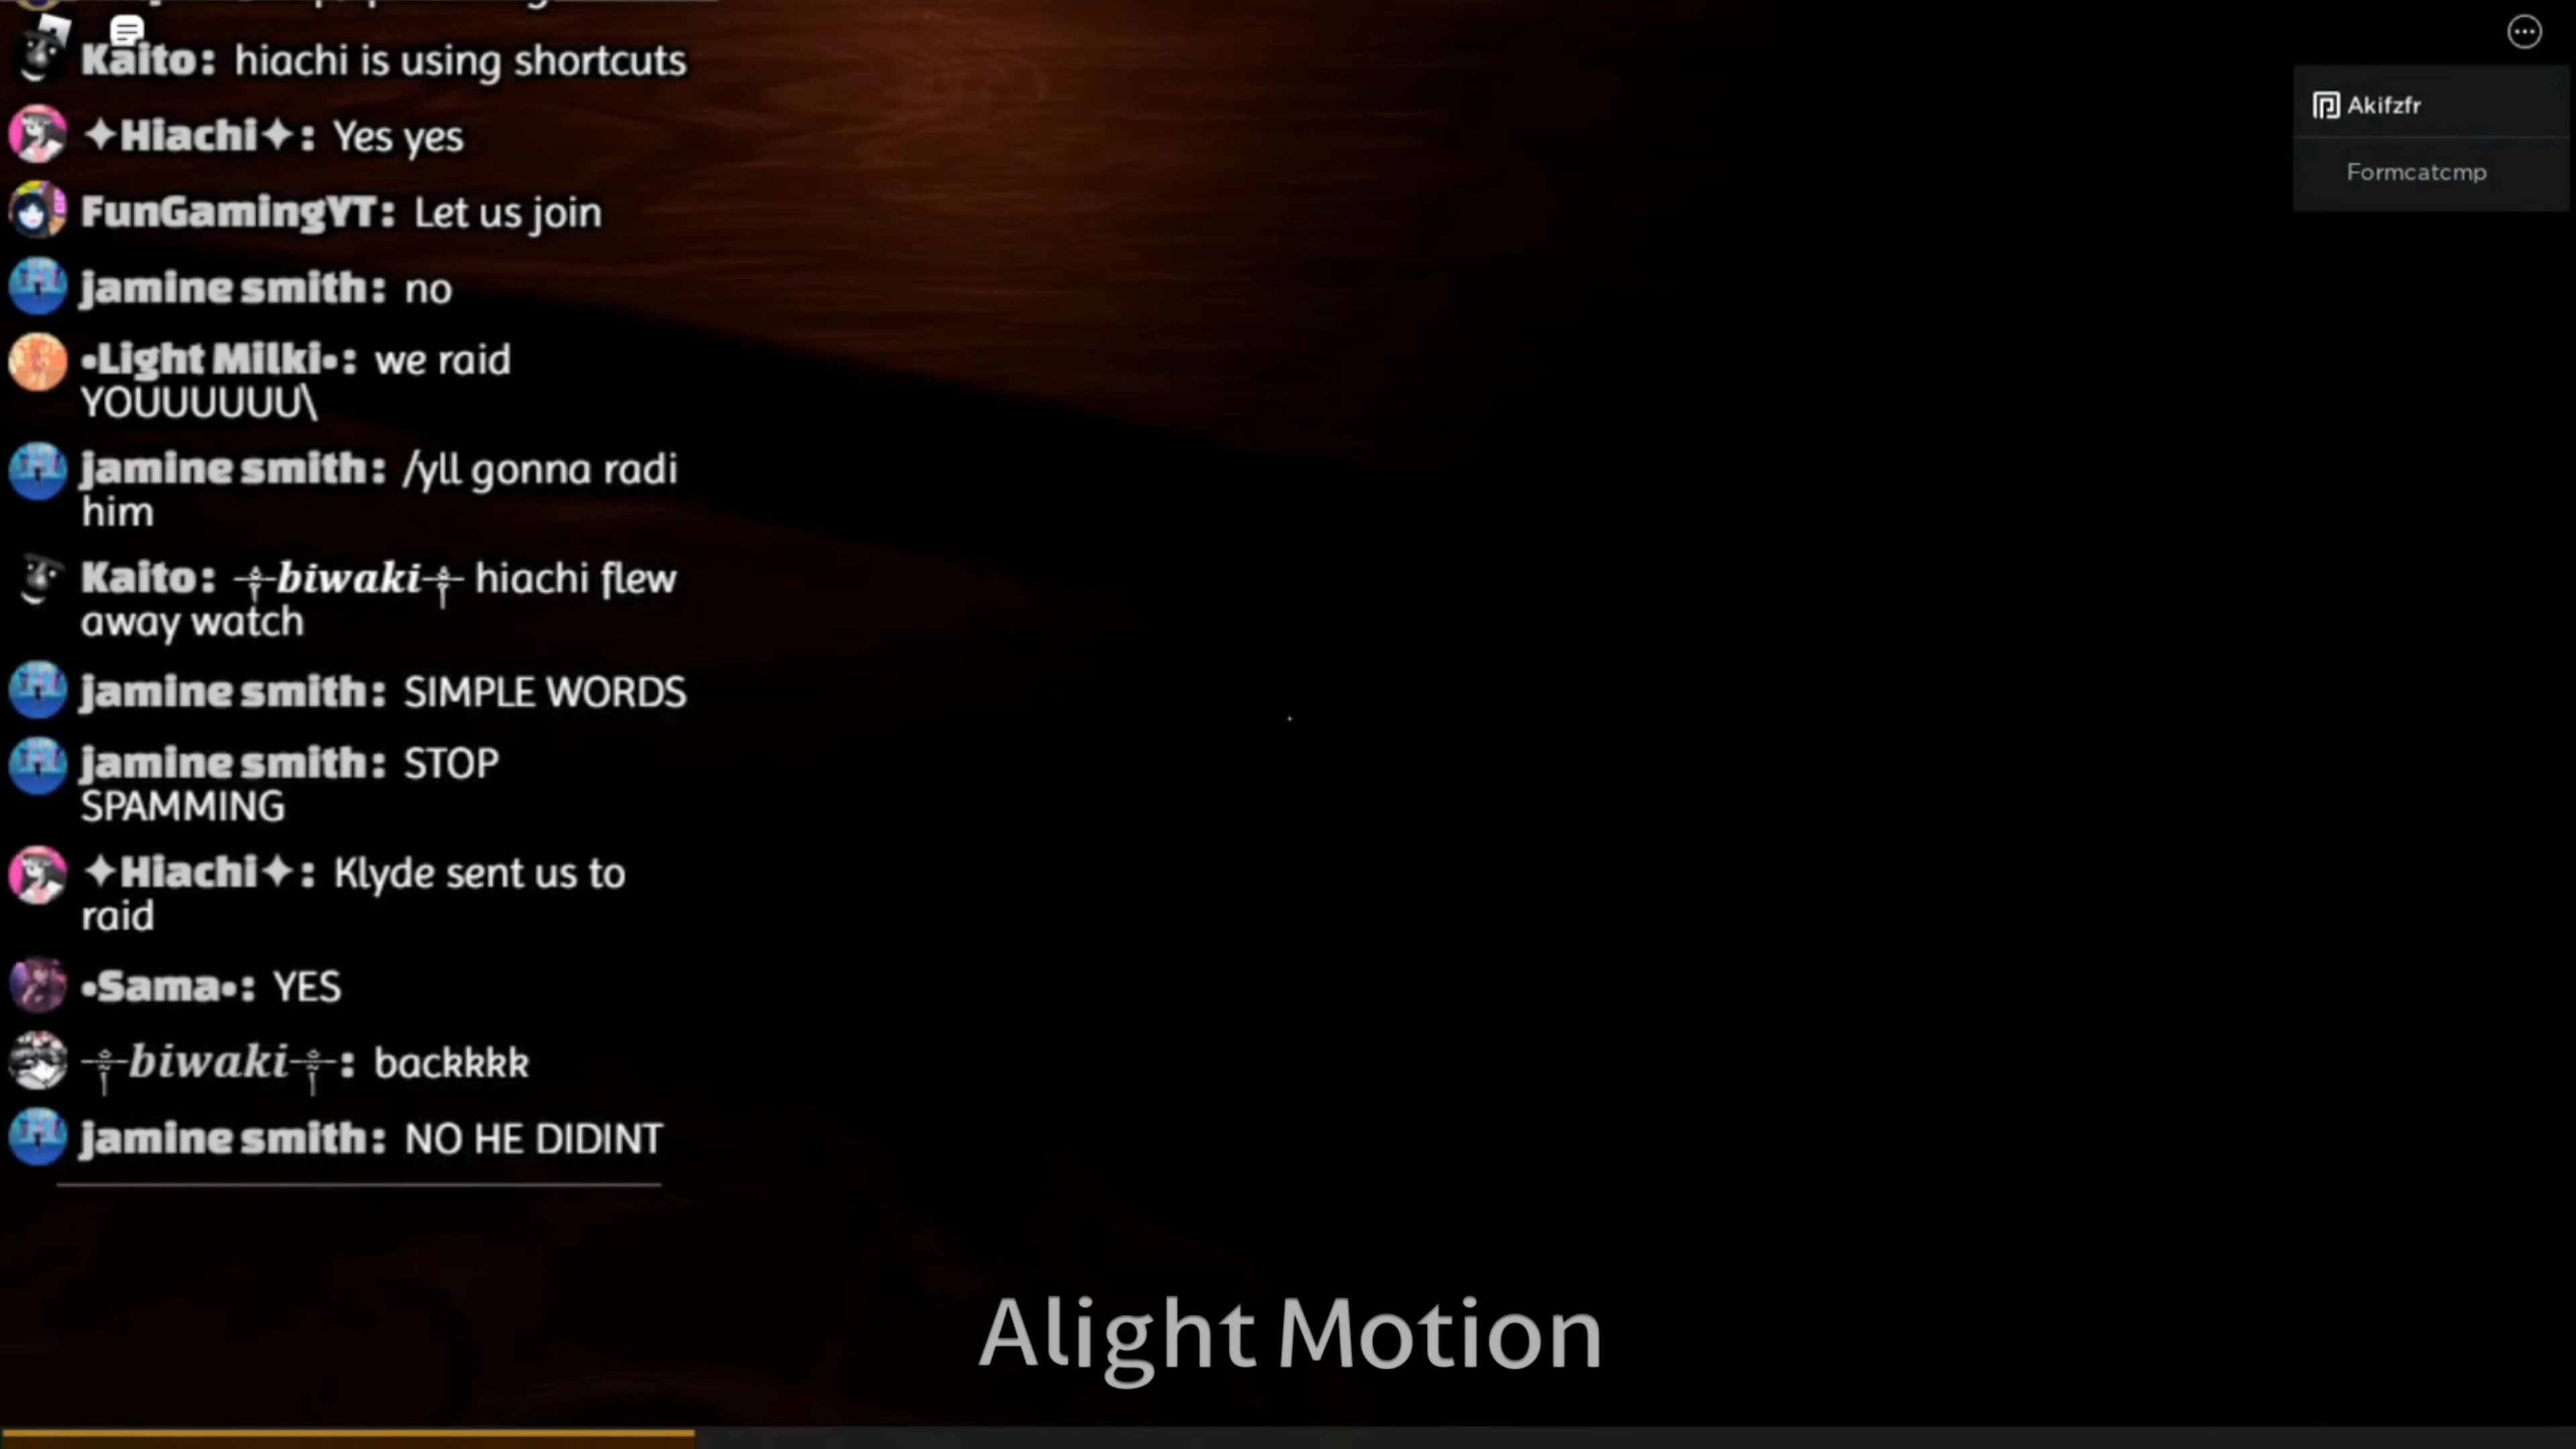 Kaito: hiachi is using shortcuts
✦Hiachi✦: Yes yes
FunGamingYT: Let us join
jamine smith: no
•Light Milki•: we raid
YOUUUUUU\
jamine smith: /yll gonna radi
him
Kaito: ⸸biwaki⸸ hiachi flew
away watch
jamine smith: SIMPLE WORDS
jamine smith: STOP
SPAMMING
✦Hiachi✦: Klyde sent us to
raid
•Sama•: YES
⸸biwaki⸸: backkkk
jamine smith: NO HE DIDINT
Akifzfr
Formcatcmp
Alight Motion